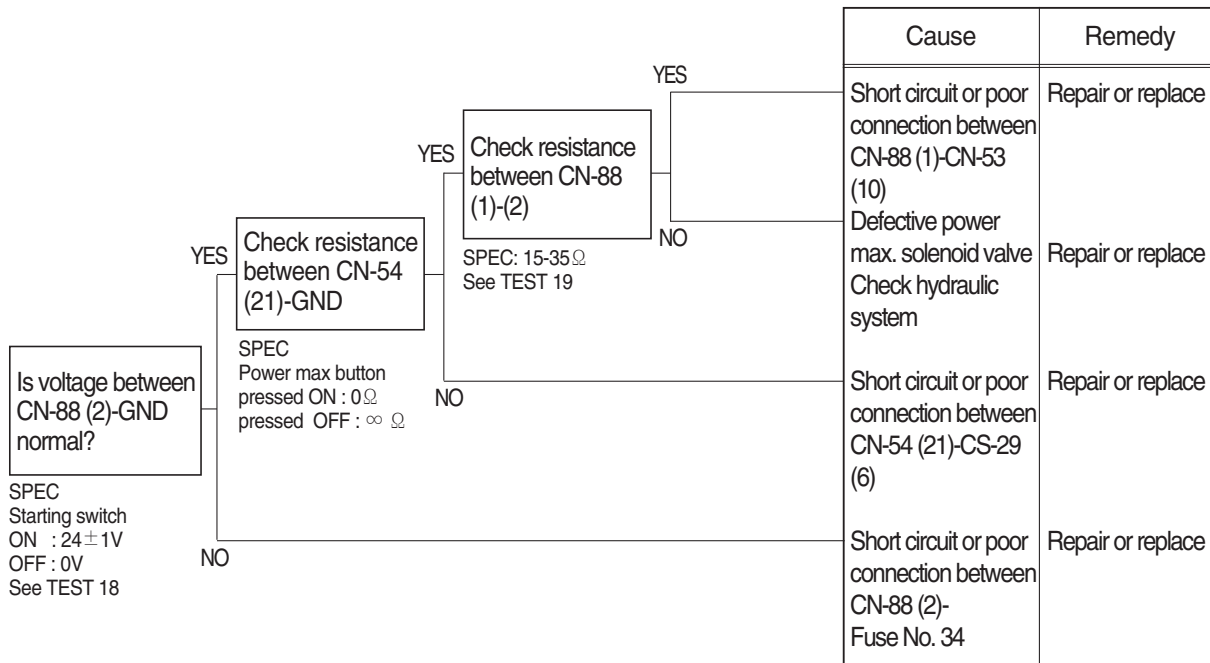 Cause
Remedy
YES
Short circuit or poor
connection between
CN-88 (1)-CN-53
(10)
Repair or replace
YES
Check resistance
between CN-88
(1)-(2)
NO
Defective power
max. solenoid valve
Check hydraulic
system
Repair or replace
SPEC: 15-35Ω
See TEST 19
YES
Check resistance
between CN-54
(21)-GND
SPEC
Power max button
pressed ON : 0Ω
pressed OFF : ∞ Ω
NO
Short circuit or poor
connection between
CN-54 (21)-CS-29
(6)
Repair or replace
Is voltage between
CN-88 (2)-GND
normal?
SPEC
Starting switch
ON : 24±1V
OFF : 0V
See TEST 18
NO
Short circuit or poor
connection between
CN-88 (2)-
Fuse No. 34
Repair or replace